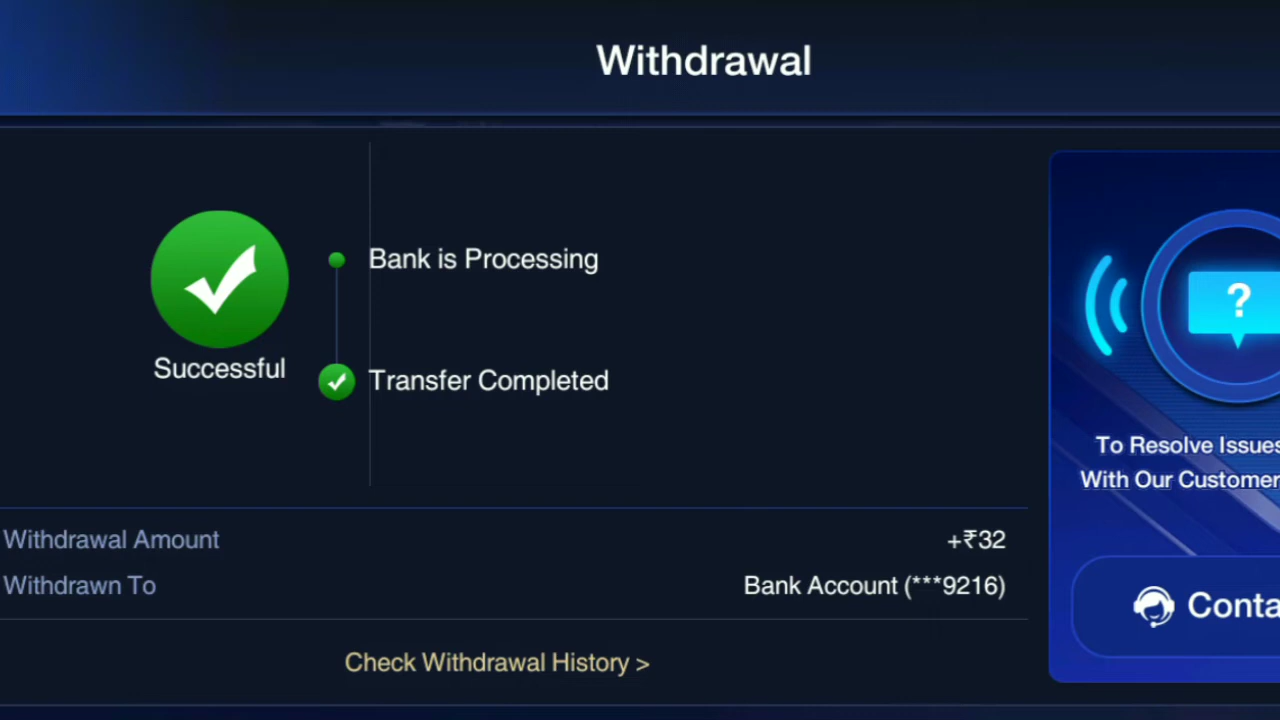 Withdrawal
Bank is Processing
Successful
Transfer Completed
Withdrawal Amount
+₹32
Withdrawn To
Bank Account (***9216)
Check Withdrawal History >
?
To Resolve Issues
With Our Customer
Conta